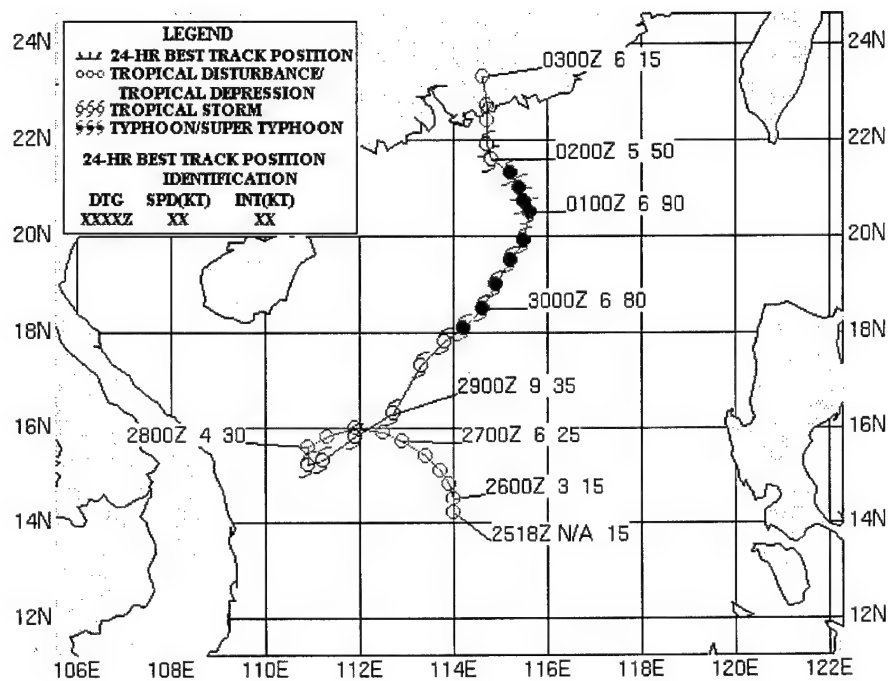 LEGEND
24-HR BEST TRACK POSITION
TROPICAL DISTURBANCE/
TROPICAL DEPRESSION
TROPICAL STORM
TYPHOON/SUPER TYPHOON
24-HR BEST TRACK POSITION
IDENTIFICATION
DTG SPD(KT) INT(KT)
XXXXZ XX XX
24N 24N
0300Z 6 15
22N 22N
0200Z 5 50
0100Z 6 90
20N 20N
3000Z 6 80
18N 18N
2900Z 9 35
16N 16N
2800Z 4 30 2700Z 6 25
2600Z 3 15
14N 14N
2518Z N/A 15
12N 12N
106E 108E 110E 112E 114E 116E 118E 120E 122E